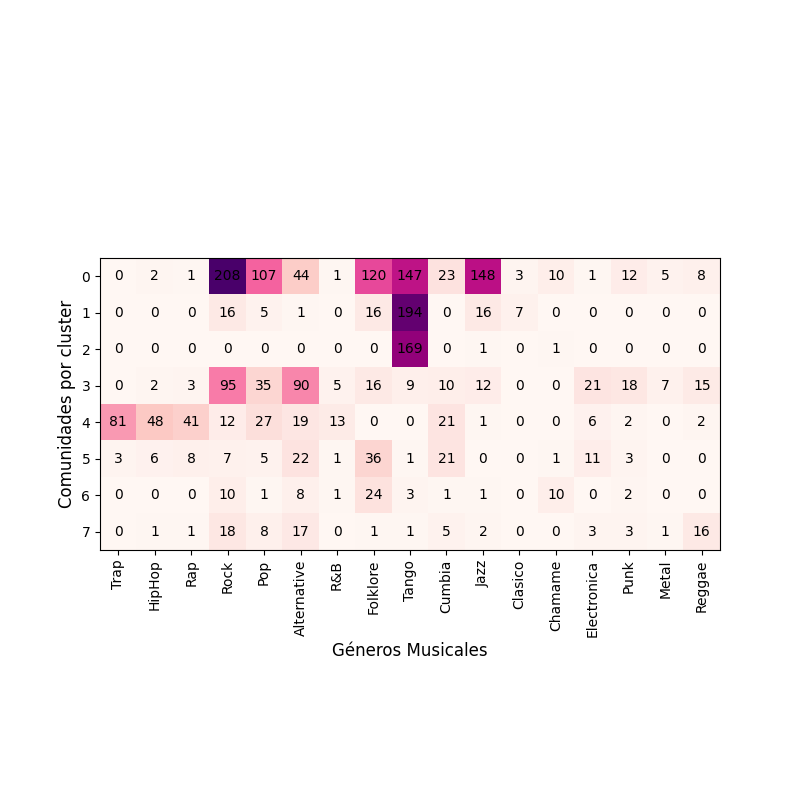 0 0 2 1 208 107 44 1 120 147 23 148 3 10 1 12 5 8
1 0 0 0 16 5 1 0 16 194 0 16 7 0 0 0 0 0
2 0 0 0 0 0 0 0 0 169 0 1 0 1 0 0 0 0
3 0 2 3 95 35 90 5 16 9 10 12 0 0 21 18 7 15
4 81 48 41 12 27 19 13 0 0 21 1 0 0 6 2 0 2
5 3 6 8 7 5 22 1 36 1 21 0 0 1 11 3 0 0
6 0 0 0 10 1 8 1 24 3 1 1 0 10 0 2 0 0
7 0 1 1 18 8 17 0 1 1 5 2 0 0 3 3 1 16
Comunidades por cluster
Trap HipHop Rap Rock Pop Alternative R&B Folklore Tango Cumbia Jazz Clasico Chamame Electronica Punk Metal Reggae
Géneros Musicales